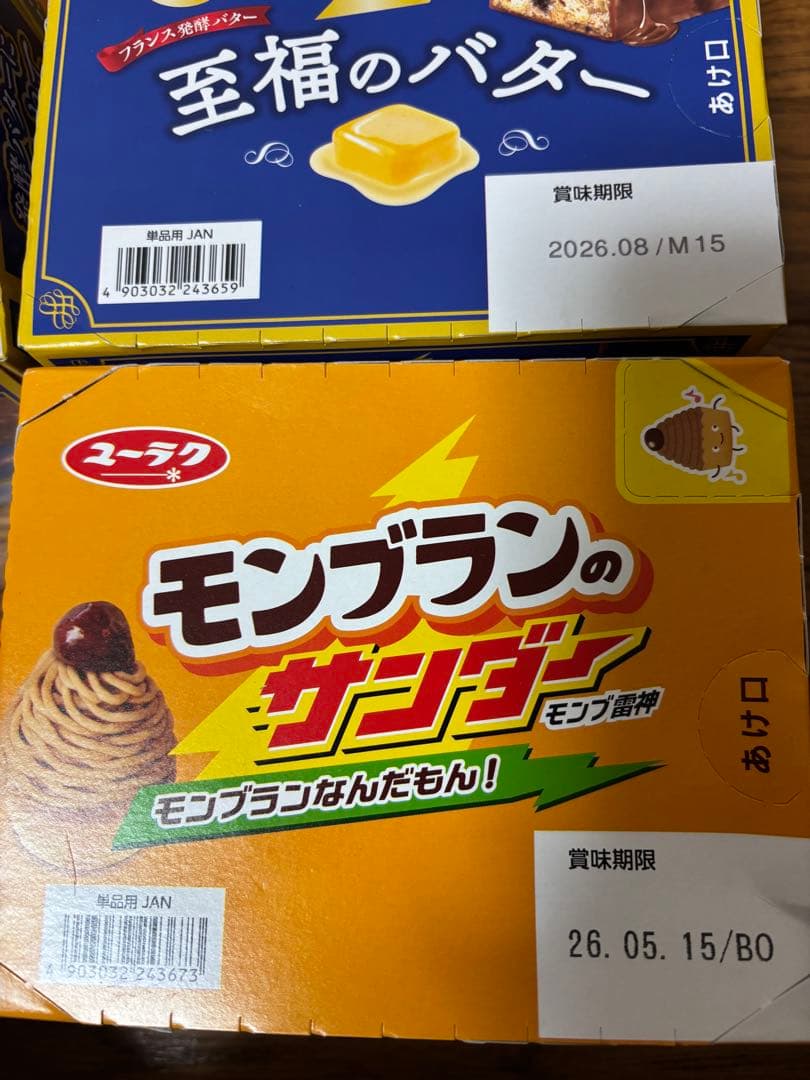 フランス発酵バター
至福のバター
あけ口
賞味期限
2026.08/M15
単品用 JAN
4 903032 243659
ユーラク
モンブランの
サンダー
モンブ雷神
モンブランなんだもん!
あけ口
賞味期限
26.05.15/BO
単品用 JAN
4 903032 243673